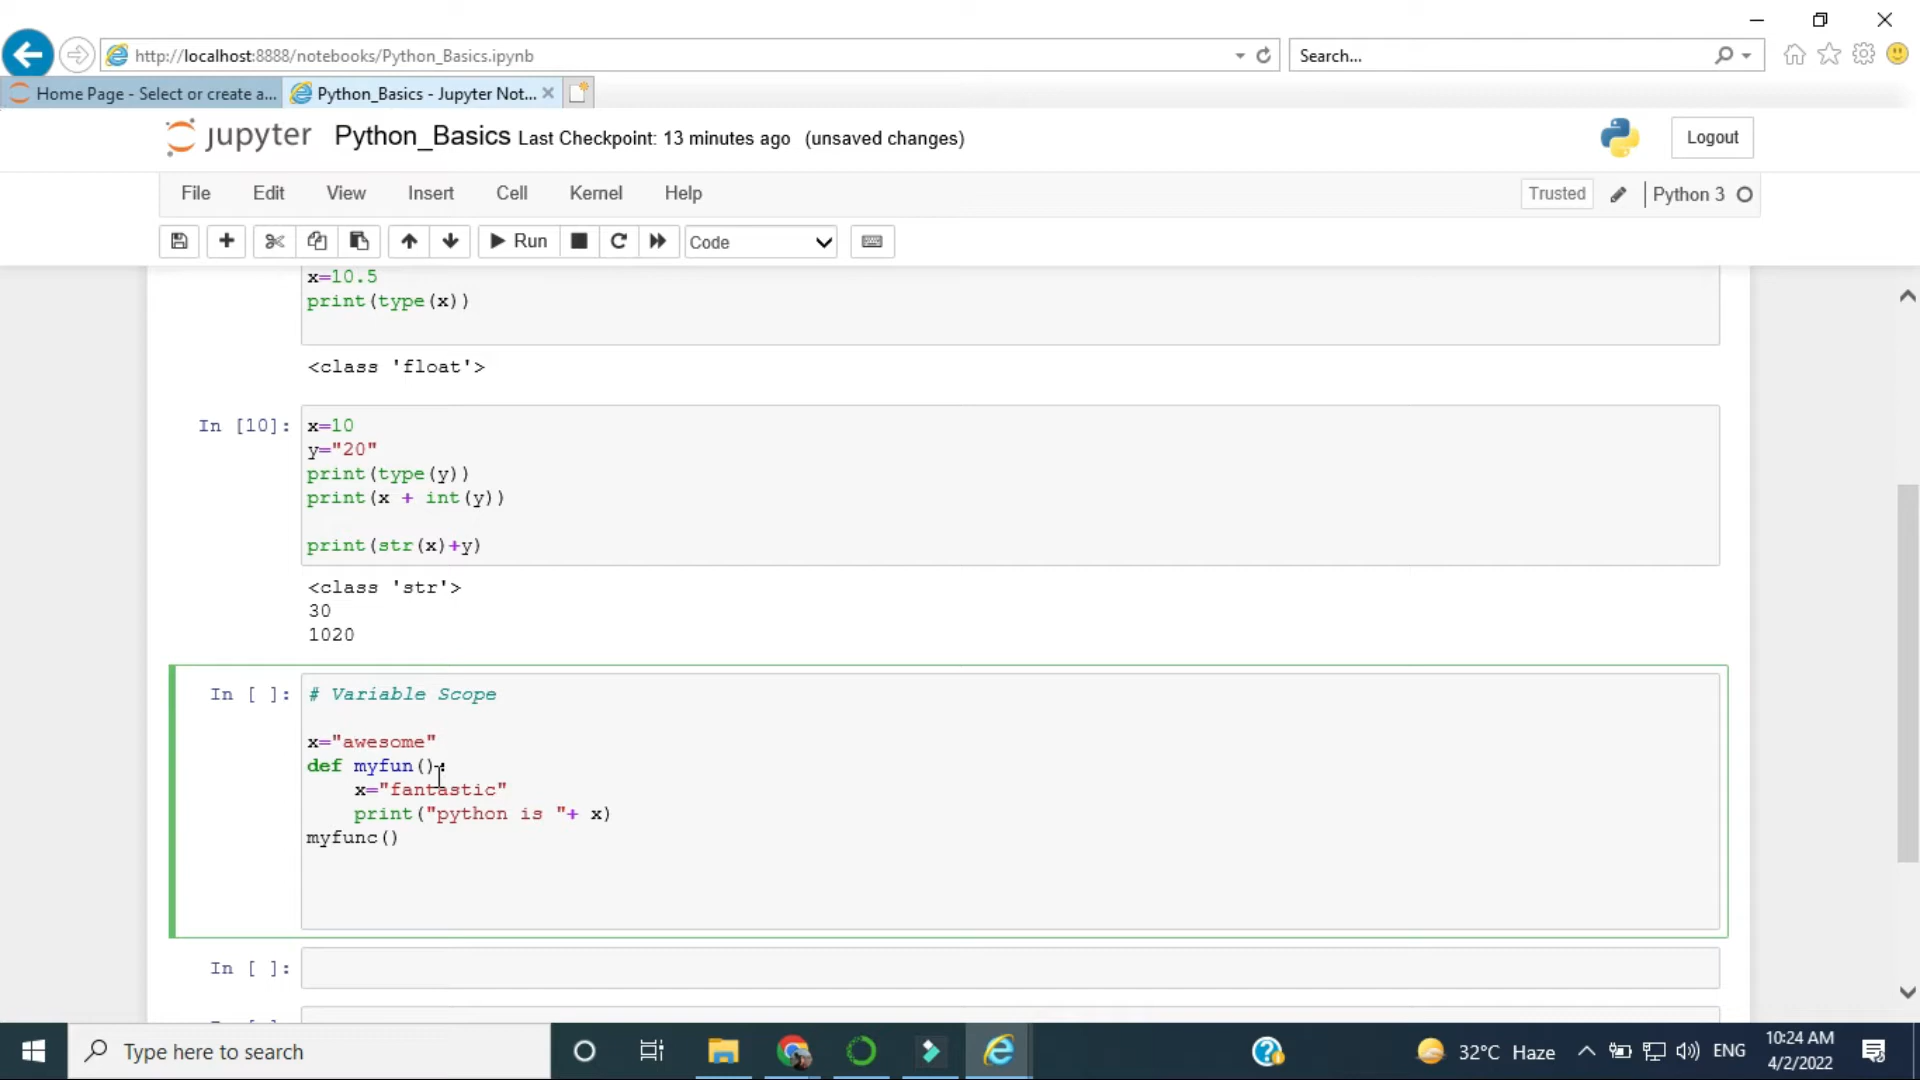 http://localhost:8888/notebooks/Python_Basics.ipynb
Search...
Home Page - Select or create a...
Python_Basics - Jupyter Not...
jupyter Python_Basics Last Checkpoint: 13 minutes ago (unsaved changes)
Logout
File Edit View Insert Cell Kernel Help
Trusted
Python 3
Run
Code
x=10.5
print(type(x))
<class 'float'>
In [10]:
x=10
y="20"
print(type(y))
print(x + int(y))
print(str(x)+y)
<class 'str'>
30
1020
In [ ]:
# Variable Scope
x="awesome"
def myfun():
x="fantastic"
print("python is "+ x)
myfunc()
In [ ]:
Type here to search
32°C Haze
ENG
10:24 AM
4/2/2022